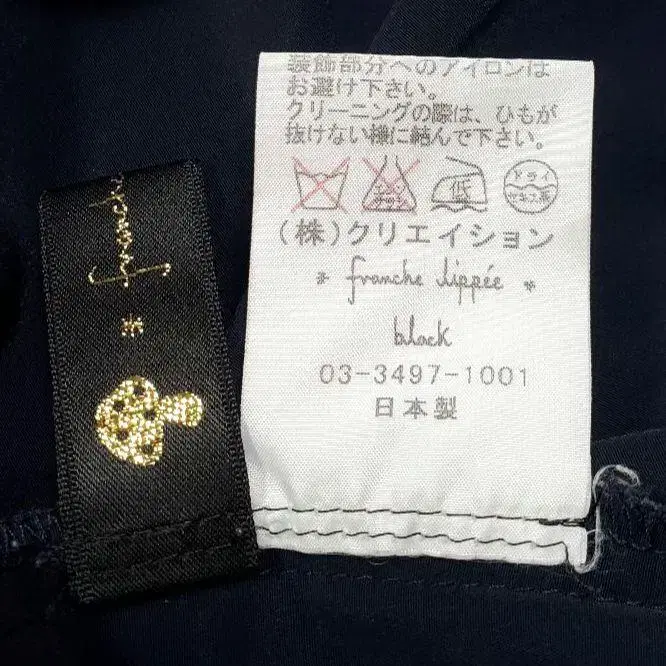 装飾部分へのアイロンは
お避け下さい。
クリーニングの際は、ひもが
抜けない様に結んで下さい。
低
ドライ
(株)クリエイション
* franche lippée *
black
03-3497-1001
日本製